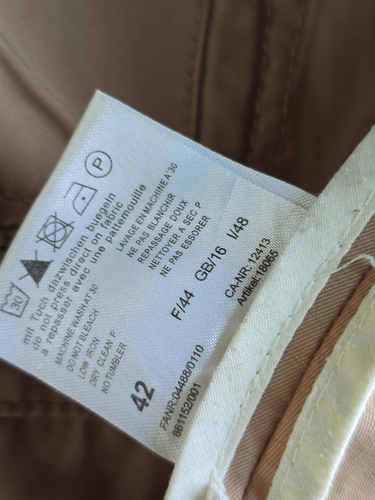 30 P
mit Tuch dazwischen buegeln
do not iron direct on fabric
a repasser avec une pattemouille
MACHINE WASH AT 30
DO NOT BLEACH
LOW IRON
DRY CLEAN P
NO TUMBLER
LAVAGE EN MACHINE A 30
NE PAS BLANCHIR
REPASSAGE DOUX
NETTOYER A SEC P
NE PAS ESSORER
42
F/44 GB/16 I/48
FANR:04488/0110
861152/001
CA-NR. 12413
Artikel:18065